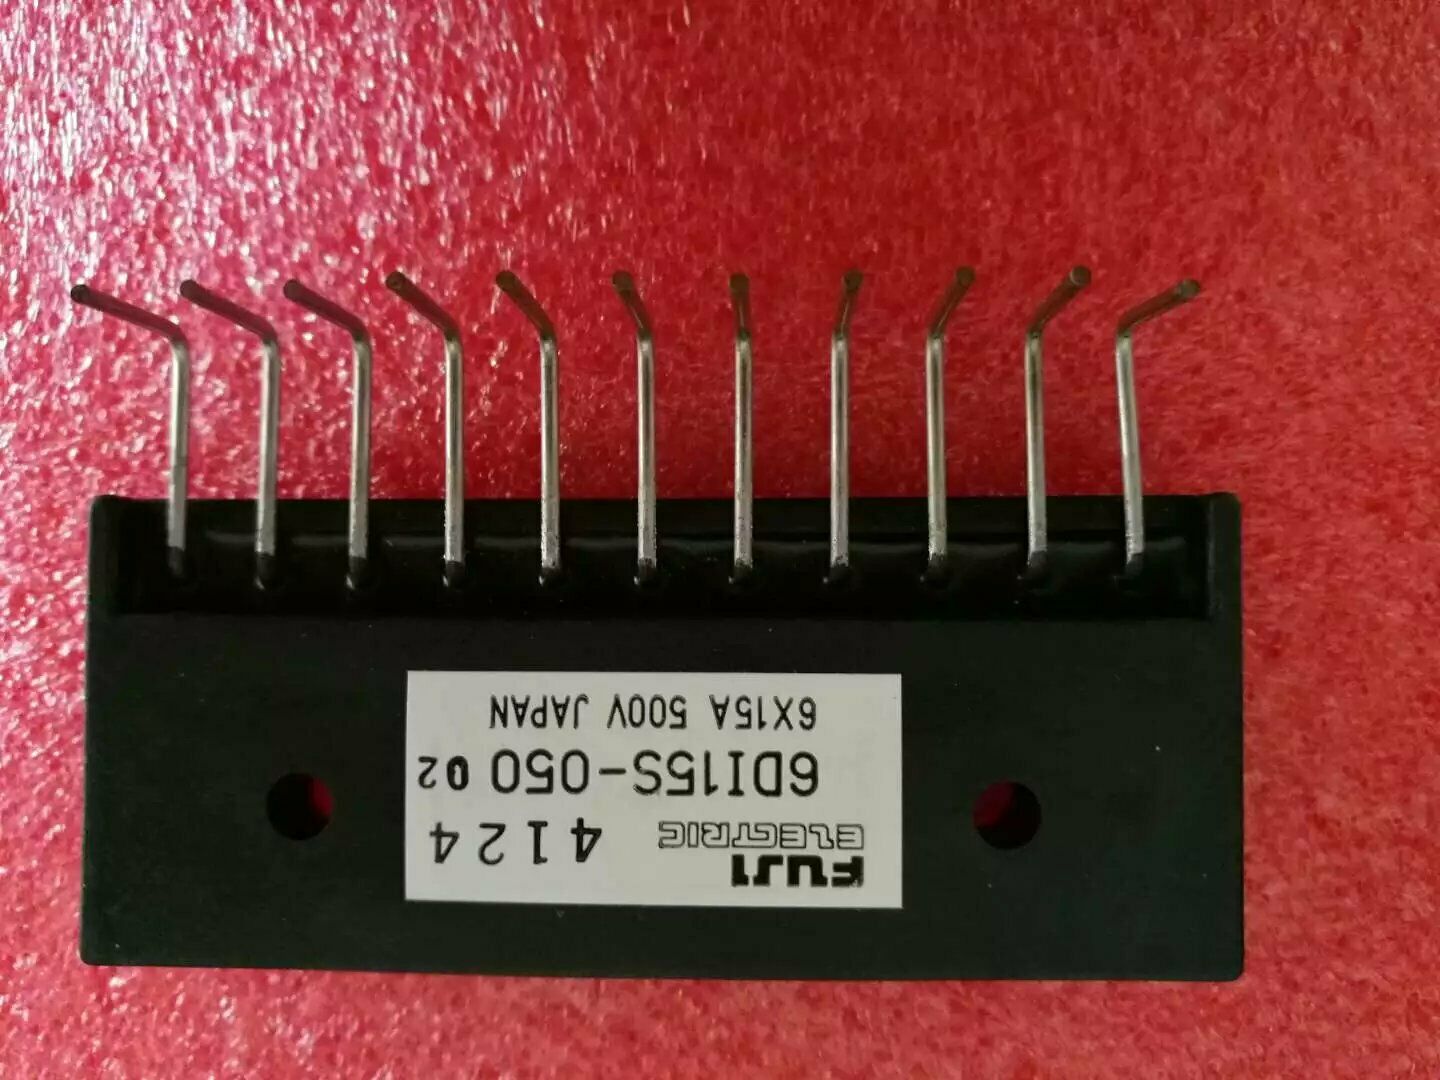 FUJI
ELECTRIC 4124
6DI15S-050 02
6X15A 500V JAPAN